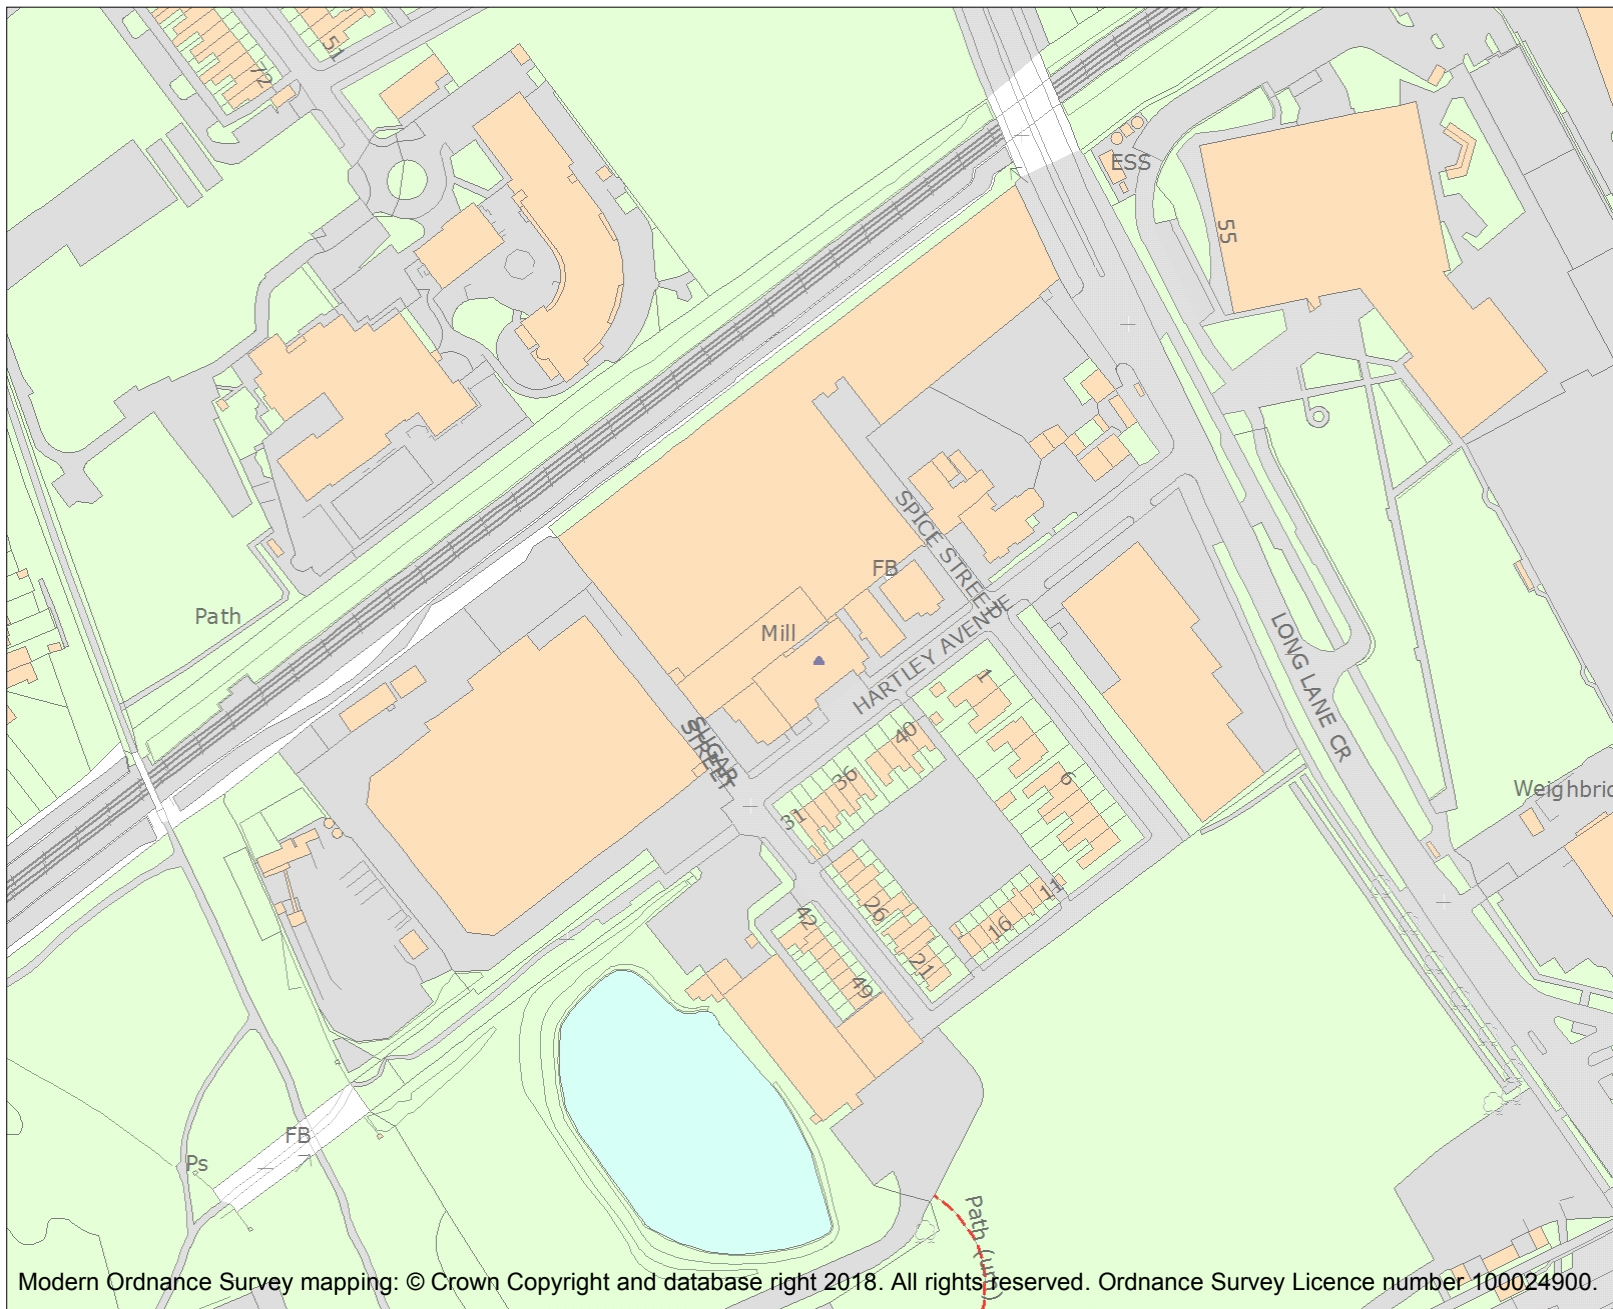 51
72
ESS
55
SPICE STREET
FB
Path
Mill
HARTLEY AVENUE
LONG LANE CR
SUGAR
STREET
1
40
36
6
31
Weighbrid
26
11
16
42
21
49
FB
Ps
Path (um)
Modern Ordnance Survey mapping: © Crown Copyright and database right 2018. All rights reserved. Ordnance Survey Licence number 100024900.